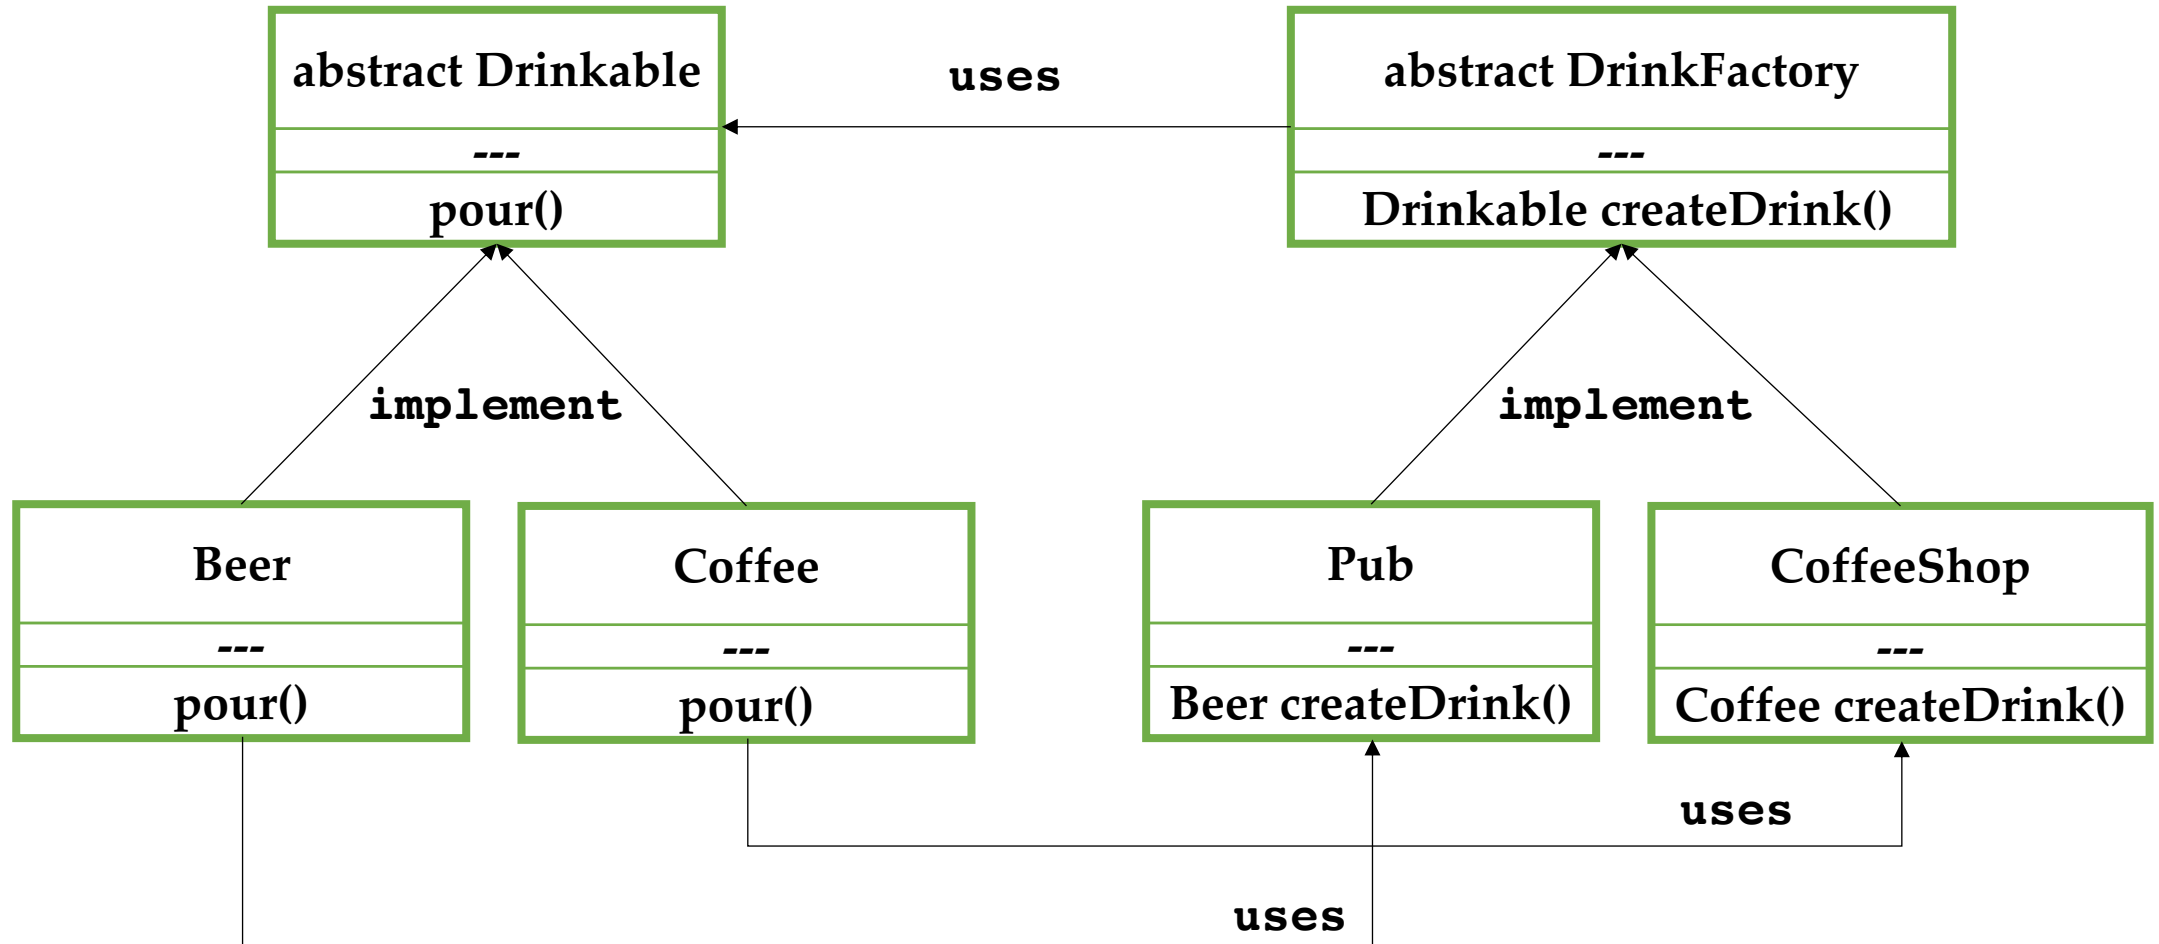 abstract Drinkable
---
pour()
uses
abstract DrinkFactory
---
Drinkable createDrink()
implement
implement
Beer
---
pour()
Coffee
---
pour()
Pub
---
Beer createDrink()
CoffeeShop
---
Coffee createDrink()
uses
uses